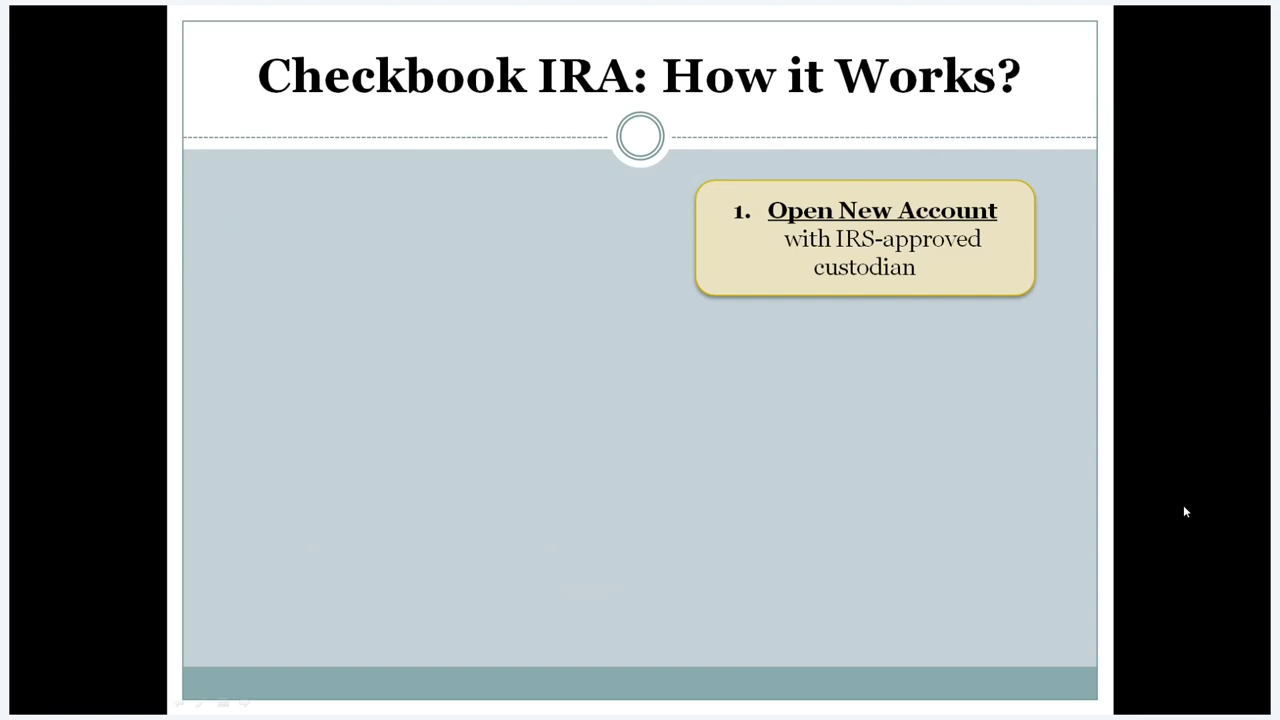 Checkbook IRA: How it Works?
1. Open New Account
with IRS-approved
custodian